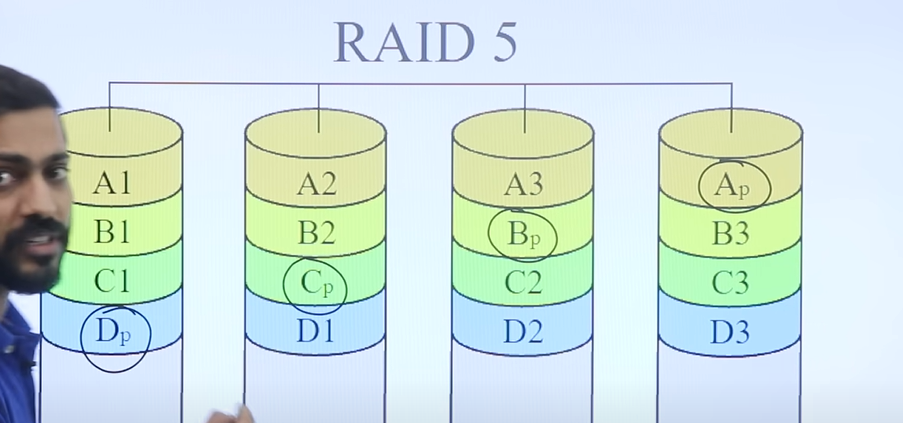 RAID 5
A1 A2 A3 Ap
B1 B2 Bp B3
C1 Cp C2 C3
Dp D1 D2 D3